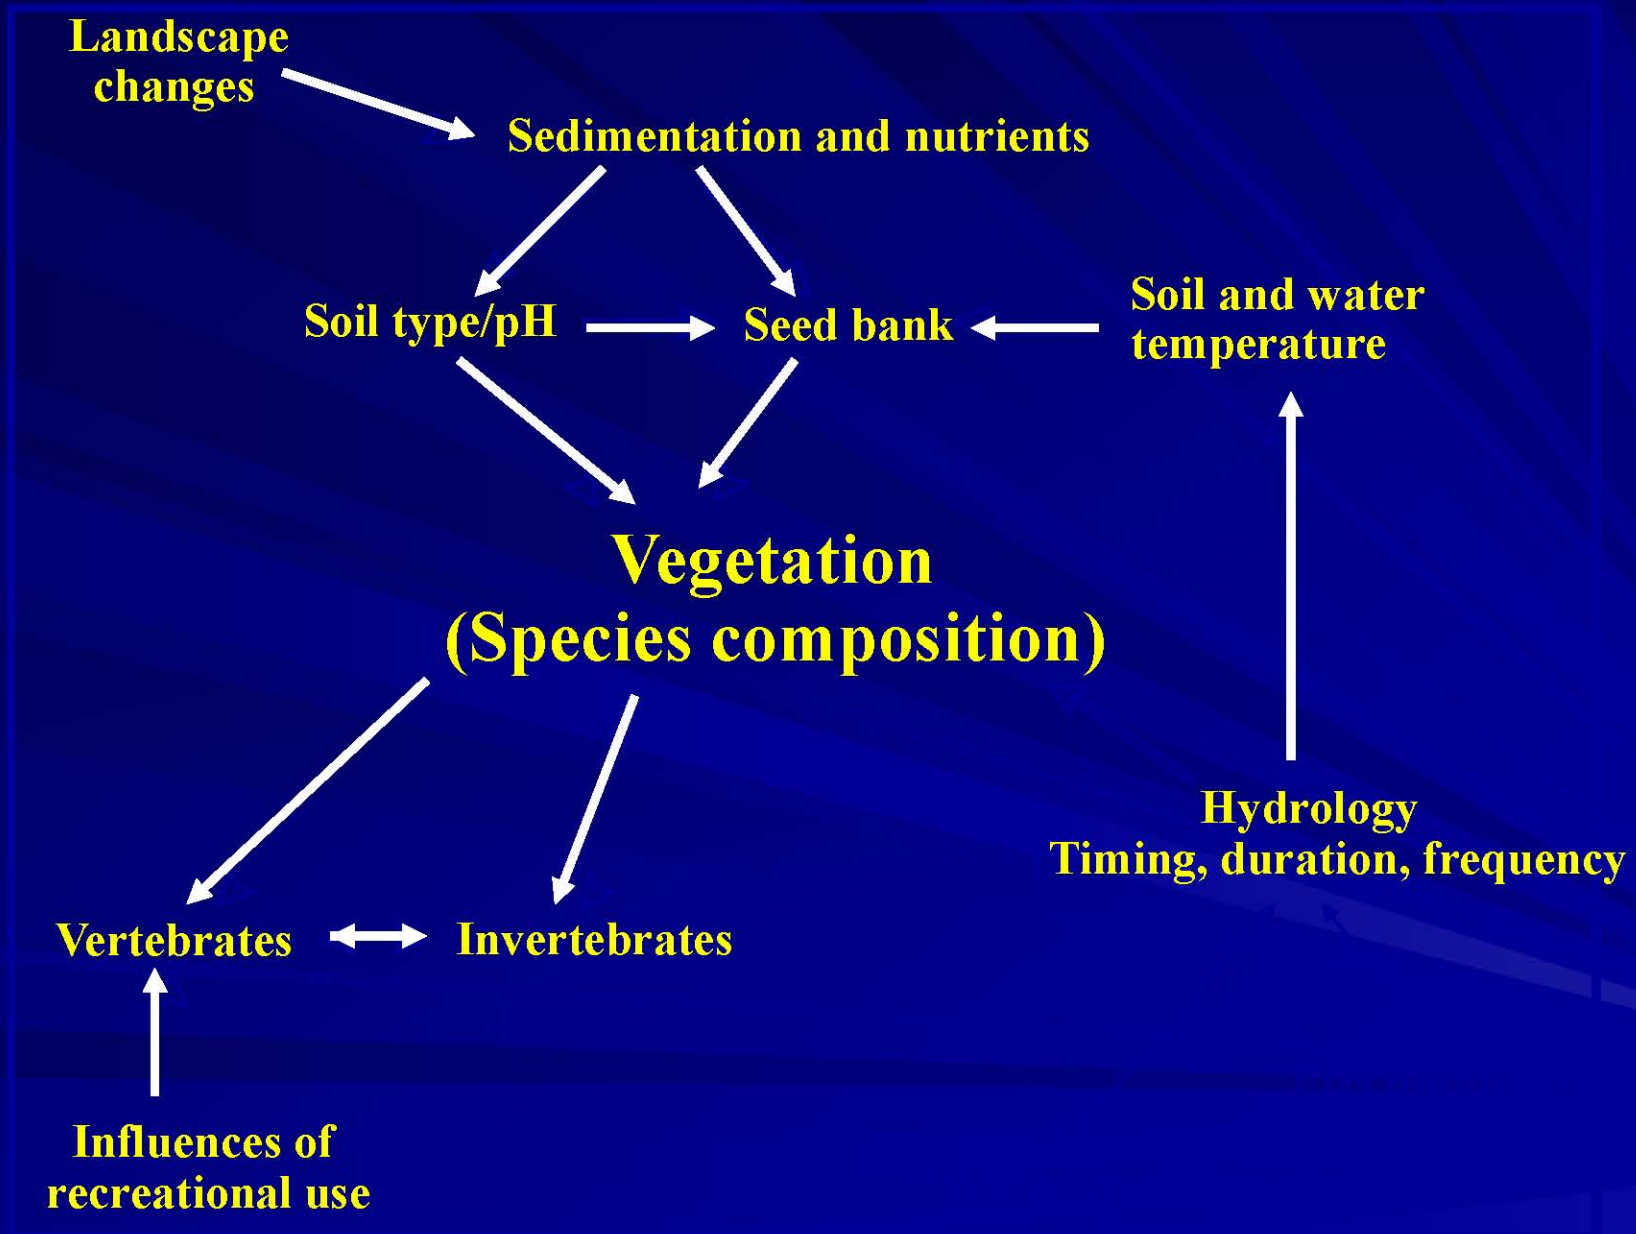 Landscape
changes
Sedimentation and nutrients
Soil type/pH
Seed bank
Soil and water
temperature
Vegetation
(Species composition)
Hydrology
Timing, duration, frequency
Vertebrates
Invertebrates
Influences of
recreational use